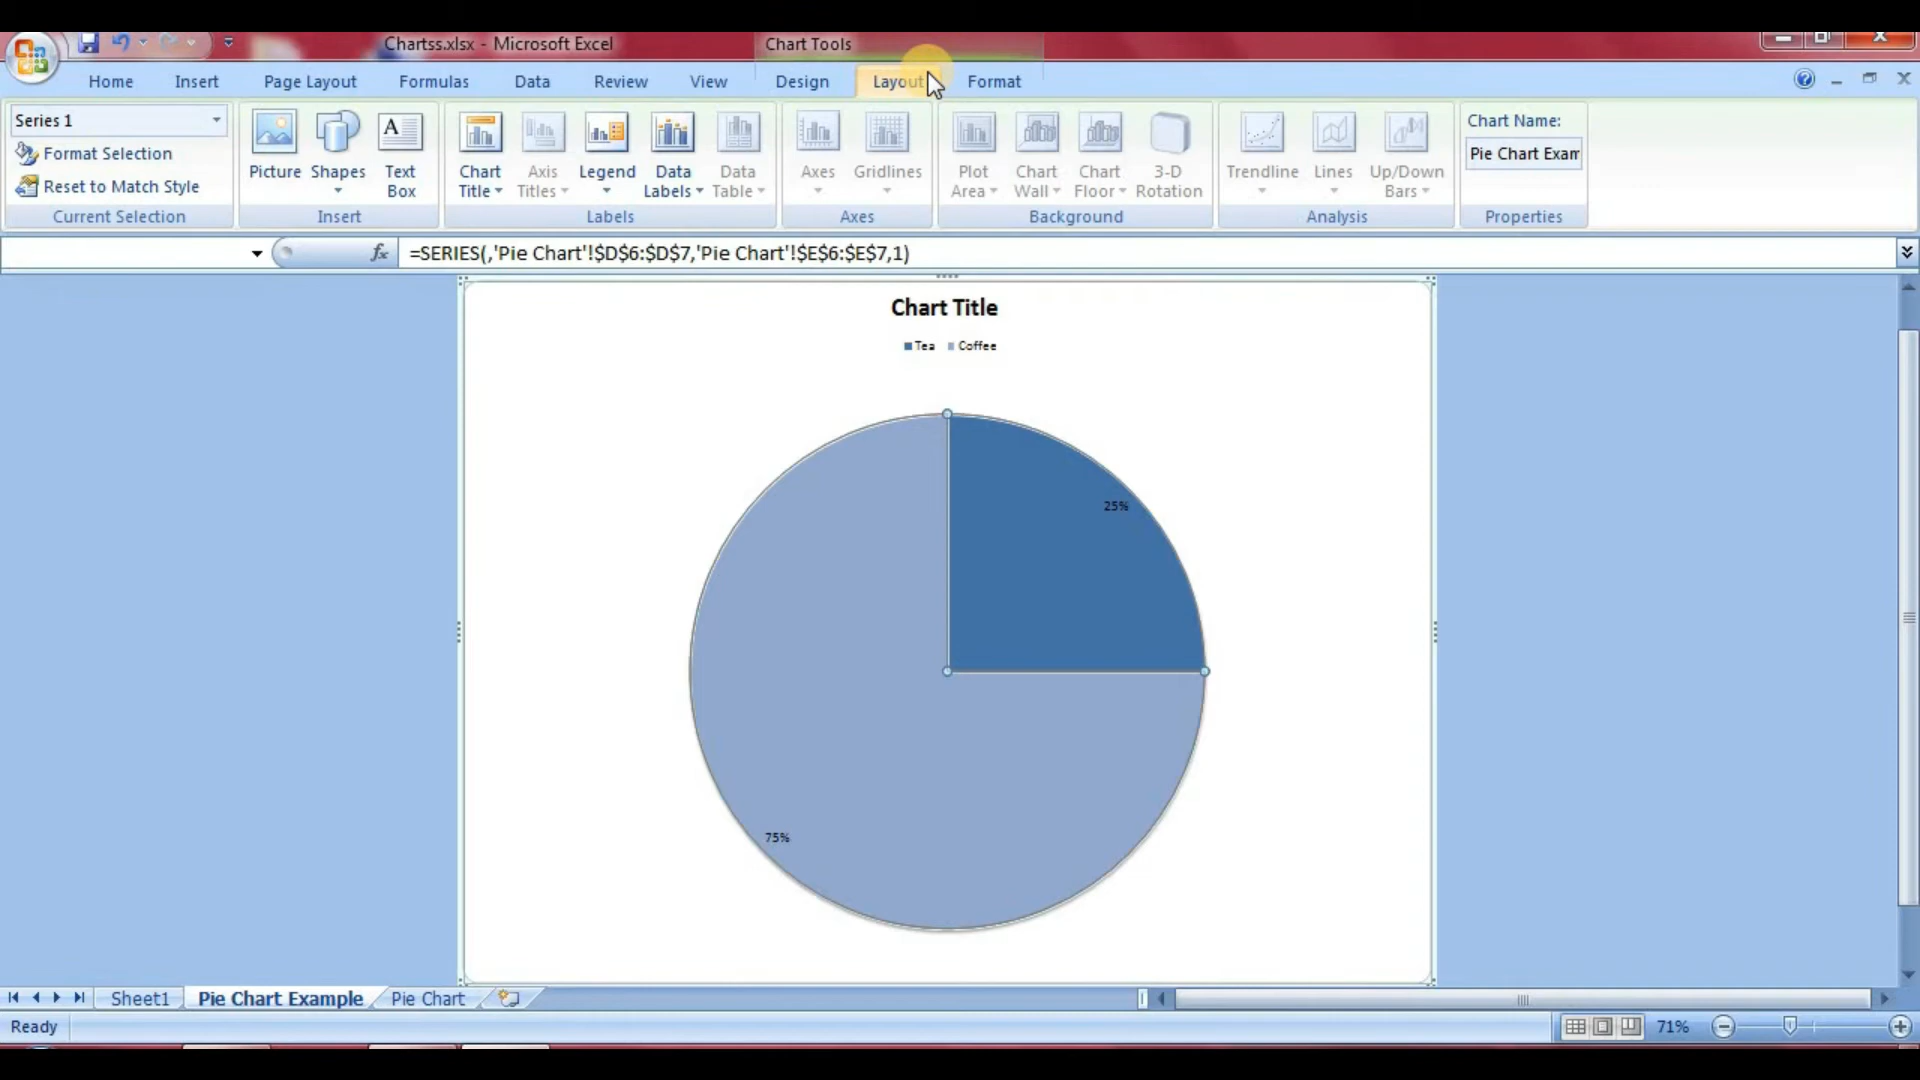 Chartss.xlsx - Microsoft Excel
Chart Tools
Home Insert Page Layout Formulas Data Review View Design Layout Format
Series 1
Format Selection
Reset to Match Style
Current Selection
Picture Shapes Text Box
Insert
Chart Title Axis Titles Legend Data Labels Data Table
Labels
Axes Gridlines
Axes
Plot Area Chart Wall Chart Floor 3-D Rotation
Background
Trendline Lines Up/Down Bars
Analysis
Chart Name:
Pie Chart Exam
Properties
fx =SERIES(,'Pie Chart'!$D$6:$D$7,'Pie Chart'!$E$6:$E$7,1)
Chart Title
Tea Coffee
25%
75%
Sheet1 Pie Chart Example Pie Chart
Ready
71%